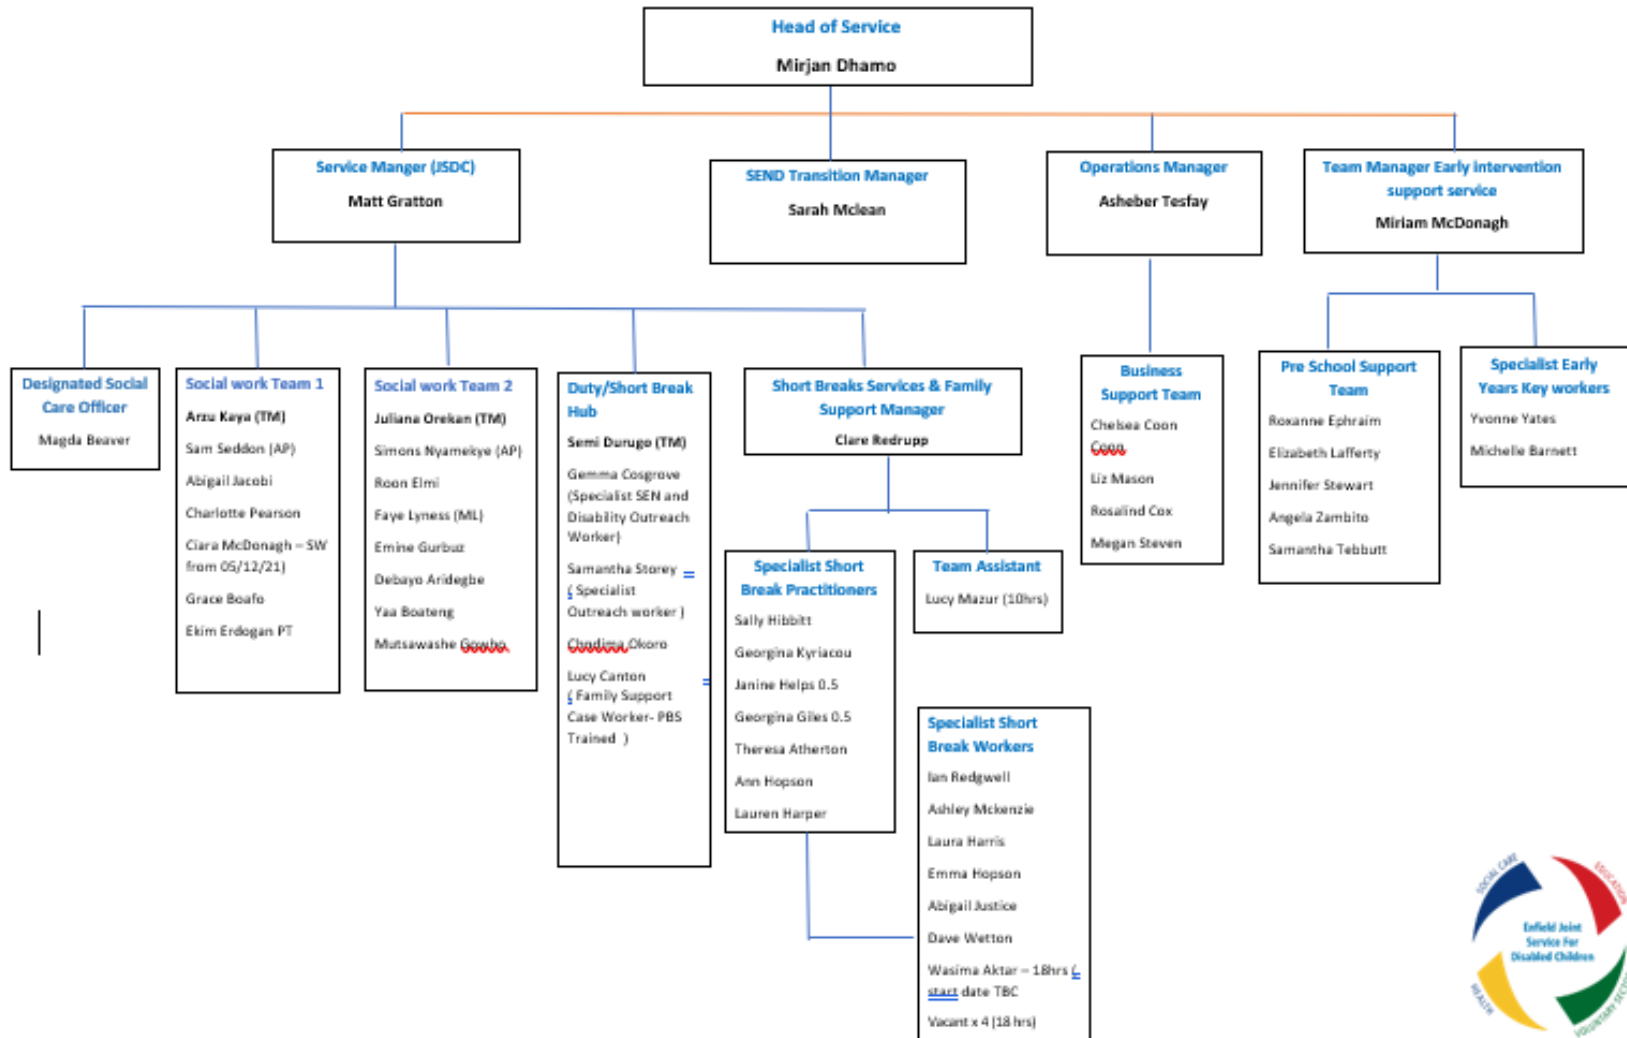 Head of Service
Mirjan Dhamo
Service Manger (JSDC)
Matt Gratton
SEND Transition Manager
Sarah Mclean
Operations Manager
Asheber Tesfay
Team Manager Early intervention
support service
Miriam McDonagh
Designated Social
Care Officer
Magda Beaver
Social work Team 1
Arzu Kaya (TM)
Sam Seddon (AP)
Abigail Jacobi
Charlotte Pearson
Ciara McDonagh – SW
from 05/12/21)
Grace Boafo
Ekim Erdogan PT
Social work Team 2
Juliana Orekan (TM)
Simons Nyamekye (AP)
Roon Elmi
Faye Lyness (ML)
Emine Gurbuz
Debayo Aridegbe
Yaa Boateng
Mutsawashe Gowho
Duty/Short Break
Hub
Semi Durugo (TM)
Gemma Cosgrove
(Specialist SEN and
Disability Outreach
Worker)
Samantha Storey
( Specialist
Outreach worker )
Chndima Okoro
Lucy Canton
( Family Support
Case Worker- PBS
Trained )
Short Breaks Services & Family
Support Manager
Clare Redrupp
Specialist Short
Break Practitioners
Sally Hibbitt
Georgina Kyriacou
Janine Helps 0.5
Georgina Giles 0.5
Theresa Atherton
Ann Hopson
Lauren Harper
Team Assistant
Lucy Mazur (10hrs)
Specialist Short
Break Workers
Ian Redgwell
Ashley Mckenzie
Laura Harris
Emma Hopson
Abigail Justice
Dave Wetton
Wasima Aktar – 18hrs (
start date TBC
Vacant x 4 (18 hrs)
Business
Support Team
Chelsea Coon
Coon
Liz Mason
Rosalind Cox
Megan Steven
Pre School Support
Team
Roxanne Ephraim
Elizabeth Lafferty
Jennifer Stewart
Angela Zambito
Samantha Tebbutt
Specialist Early
Years Key workers
Yvonne Yates
Michelle Barnett
SOCIAL CARE
EDUCATION
Enfield Joint
Service For
Disabled Children
HEALTH
VOLUNTARY SECTOR